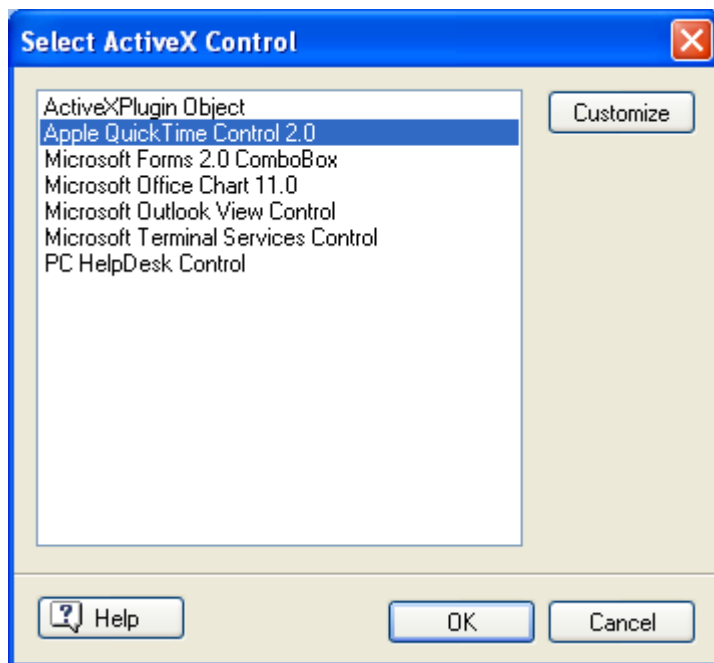 Select ActiveX Control
ActiveXPlugin Object
Customize
Apple QuickTime Control 2.0
Microsoft Forms 2.0 ComboBox
Microsoft Office Chart 11.0
Microsoft Outlook View Control
Microsoft Terminal Services Control
PC HelpDesk Control
Help
OK
Cancel